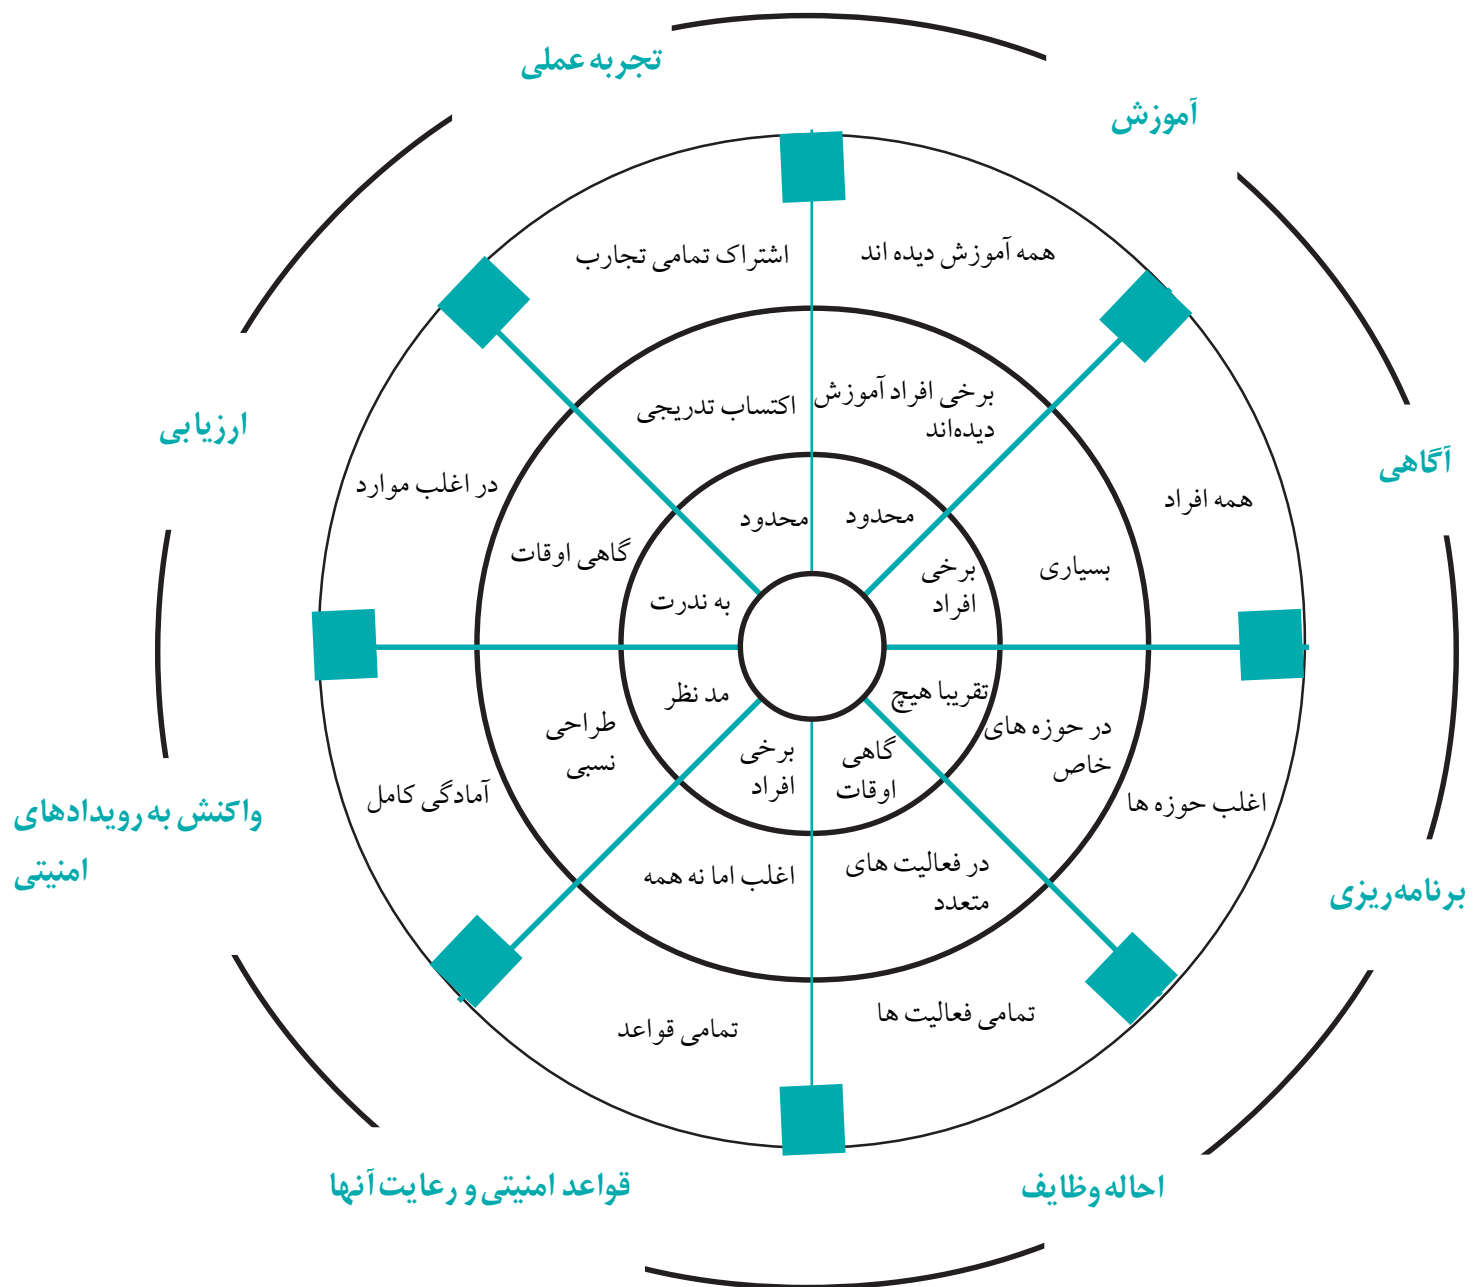 تجربه عملی
آموزش
همه آموزش دیده اند
اشتراک تمامی تجارب
برخی افراد آموزش
دیده‌اند
اکتساب تدریجی
ارزیابی
آگاهی
همه افراد
در اغلب موارد
محدود
محدود
بسیاری
گاهی اوقات
برخی
افراد
به ندرت
تقریبا هیچ
مد نظر
در حوزه های
خاص
طراحی
نسبی
گاهی
اوقات
برخی
افراد
اغلب حوزه ها
آمادگی کامل
واکنش به رویدادهای
امنیتی
برنامه‌ریزی
در فعالیت های
متعدد
اغلب اما نه همه
تمامی فعالیت ها
تمامی قواعد
احاله وظایف
قواعد امنیتی و رعایت آنها